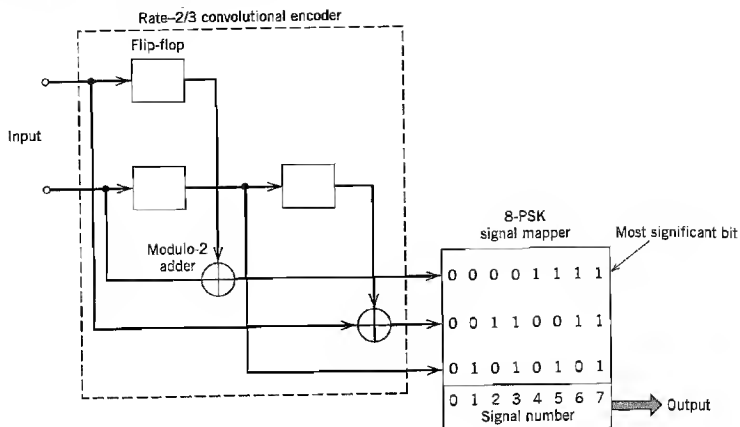 Rate–2/3 convolutional encoder
Flip-flop
Input
8-PSK
signal mapper
Most significant bit
Modulo-2
adder
0 0 0 0 1 1 1 1
0 0 1 1 0 0 1 1
0 1 0 1 0 1 0 1
0 1 2 3 4 5 6 7
Signal number
Output